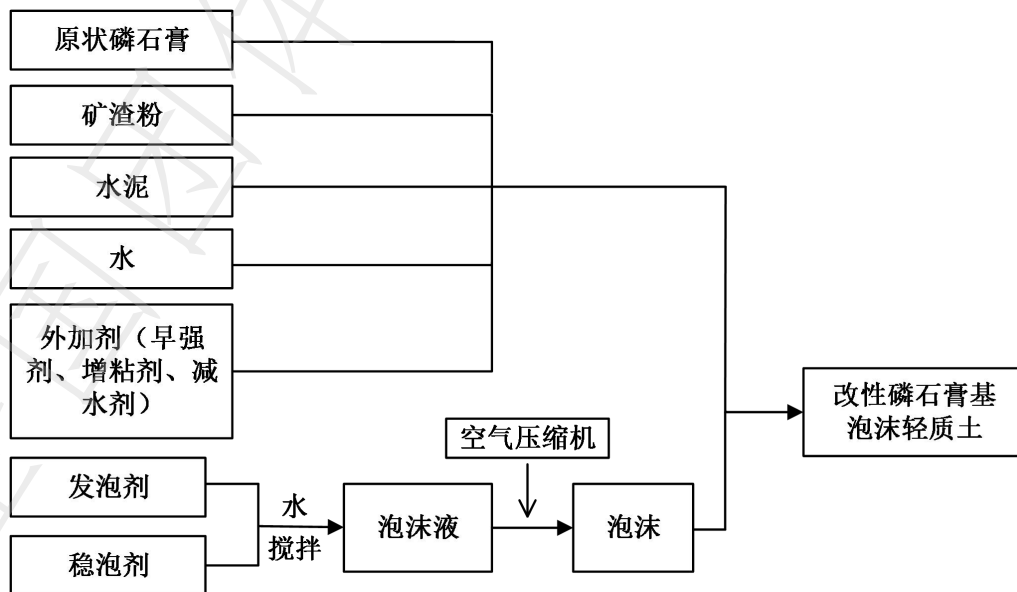 原状磷石膏
矿渣粉
水泥
水
外加剂（早强
剂、增粘剂、减
水剂）
发泡剂
稳泡剂
水
搅拌
泡沫液
空气压缩机
泡沫
改性磷石膏基
泡沫轻质土